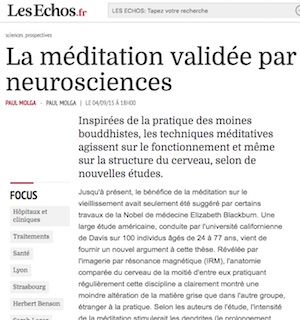 LesEchos.fr
LES ECHOS: Tapez votre recherche
sciences_prospectives
La méditation validée par
neurosciences
PAUL MOLGA - PAUL MOLGA | LE 04/09/15 À 18H00
Inspirées de la pratique des moines
bouddhistes, les techniques méditatives
agissent sur le fonctionnement et même
sur la structure du cerveau, selon de
nouvelles études.
FOCUS
Hôpitaux et
cliniques
Traitements
Santé
Lyon
Strasbourg
Herbert Benson
Jusqu'à présent, le bénéfice de la méditation sur le
vieillissement avait seulement été suggéré par certains
travaux de la Nobel de médecine Elizabeth Blackburn. Une
large étude américaine, conduite par l'université californienne
de Davis sur 100 individus âgés de 24 à 77 ans, vient de
fournir un nouvel argument à cette thèse. Révélée par
l'imagerie par résonance magnétique (IRM), l'anatomie
comparée du cerveau de la moitié d'entre eux pratiquant
régulièrement cette discipline a clairement montré une
moindre altération de la matière grise que dans l'autre groupe,
étranger à la pratique. Selon les auteurs de l'étude, l'intensité
de la méditation stimulerait les dendrites (le prolongement